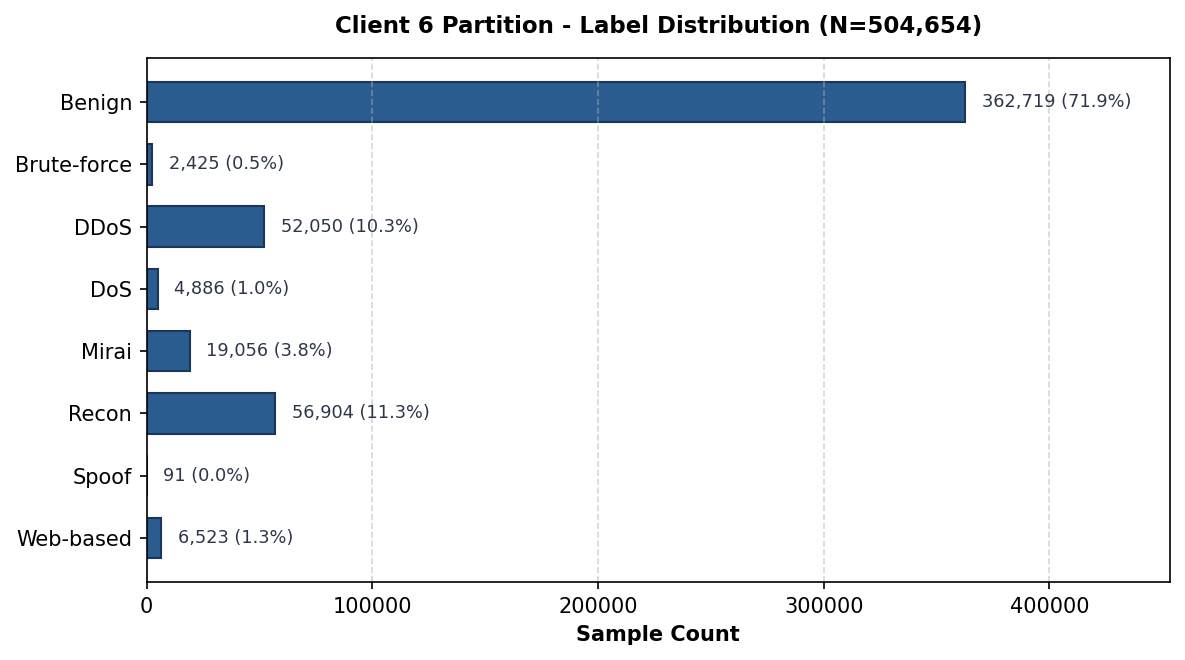 Client 6 Partition - Label Distribution (N=504,654)
Benign 362,719 (71.9%)
Brute-force 2,425 (0.5%)
DDoS 52,050 (10.3%)
DoS 4,886 (1.0%)
Mirai 19,056 (3.8%)
Recon 56,904 (11.3%)
Spoof 91 (0.0%)
Web-based 6,523 (1.3%)
0 100000 200000 300000 400000
Sample Count